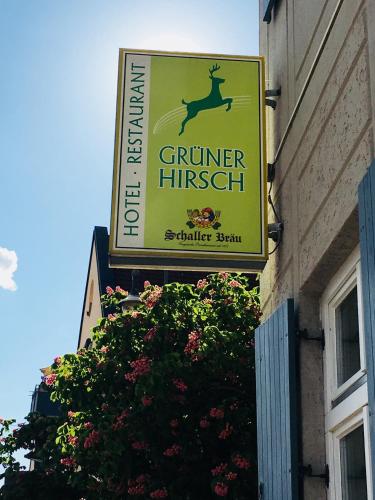 HOTEL · RESTAURANT
GRÜNER
HIRSCH
Schaller Bräu